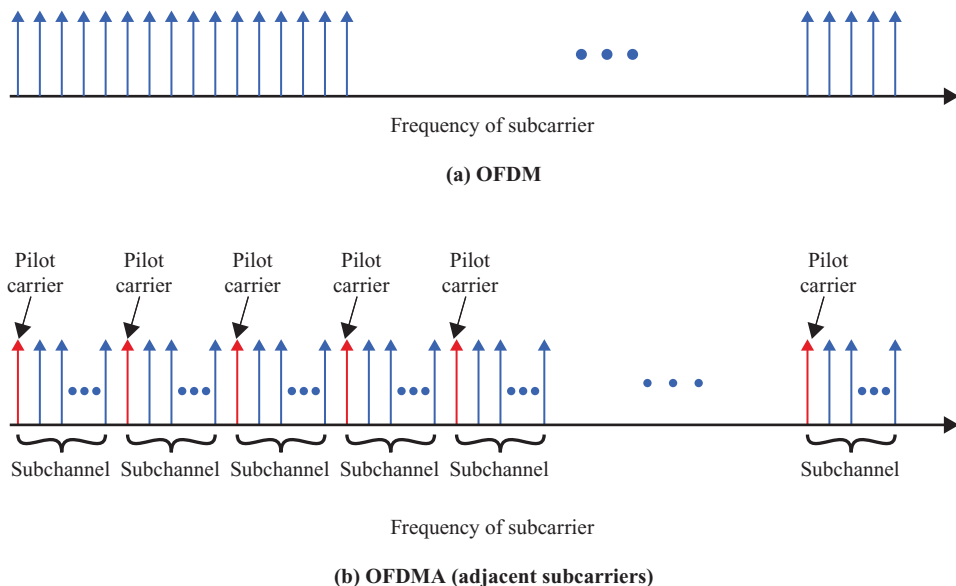 Frequency of subcarrier
(a) OFDM
Pilot carrier
Pilot carrier
Pilot carrier
Pilot carrier
Pilot carrier
Pilot carrier
Subchannel
Subchannel
Subchannel
Subchannel
Subchannel
Subchannel
Frequency of subcarrier
(b) OFDMA (adjacent subcarriers)